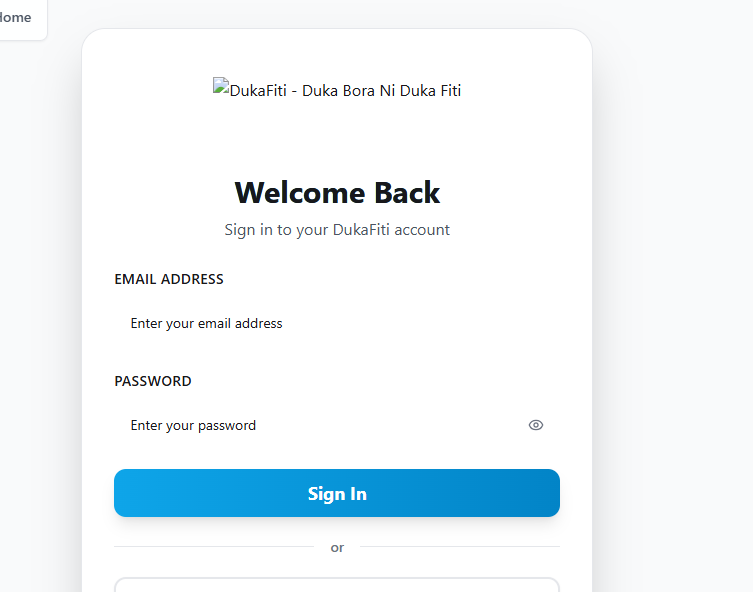 DukaFiti - Duka Bora Ni Duka Fiti
Welcome Back
Sign in to your DukaFiti account
EMAIL ADDRESS
Enter your email address
PASSWORD
Enter your password
Sign In
or